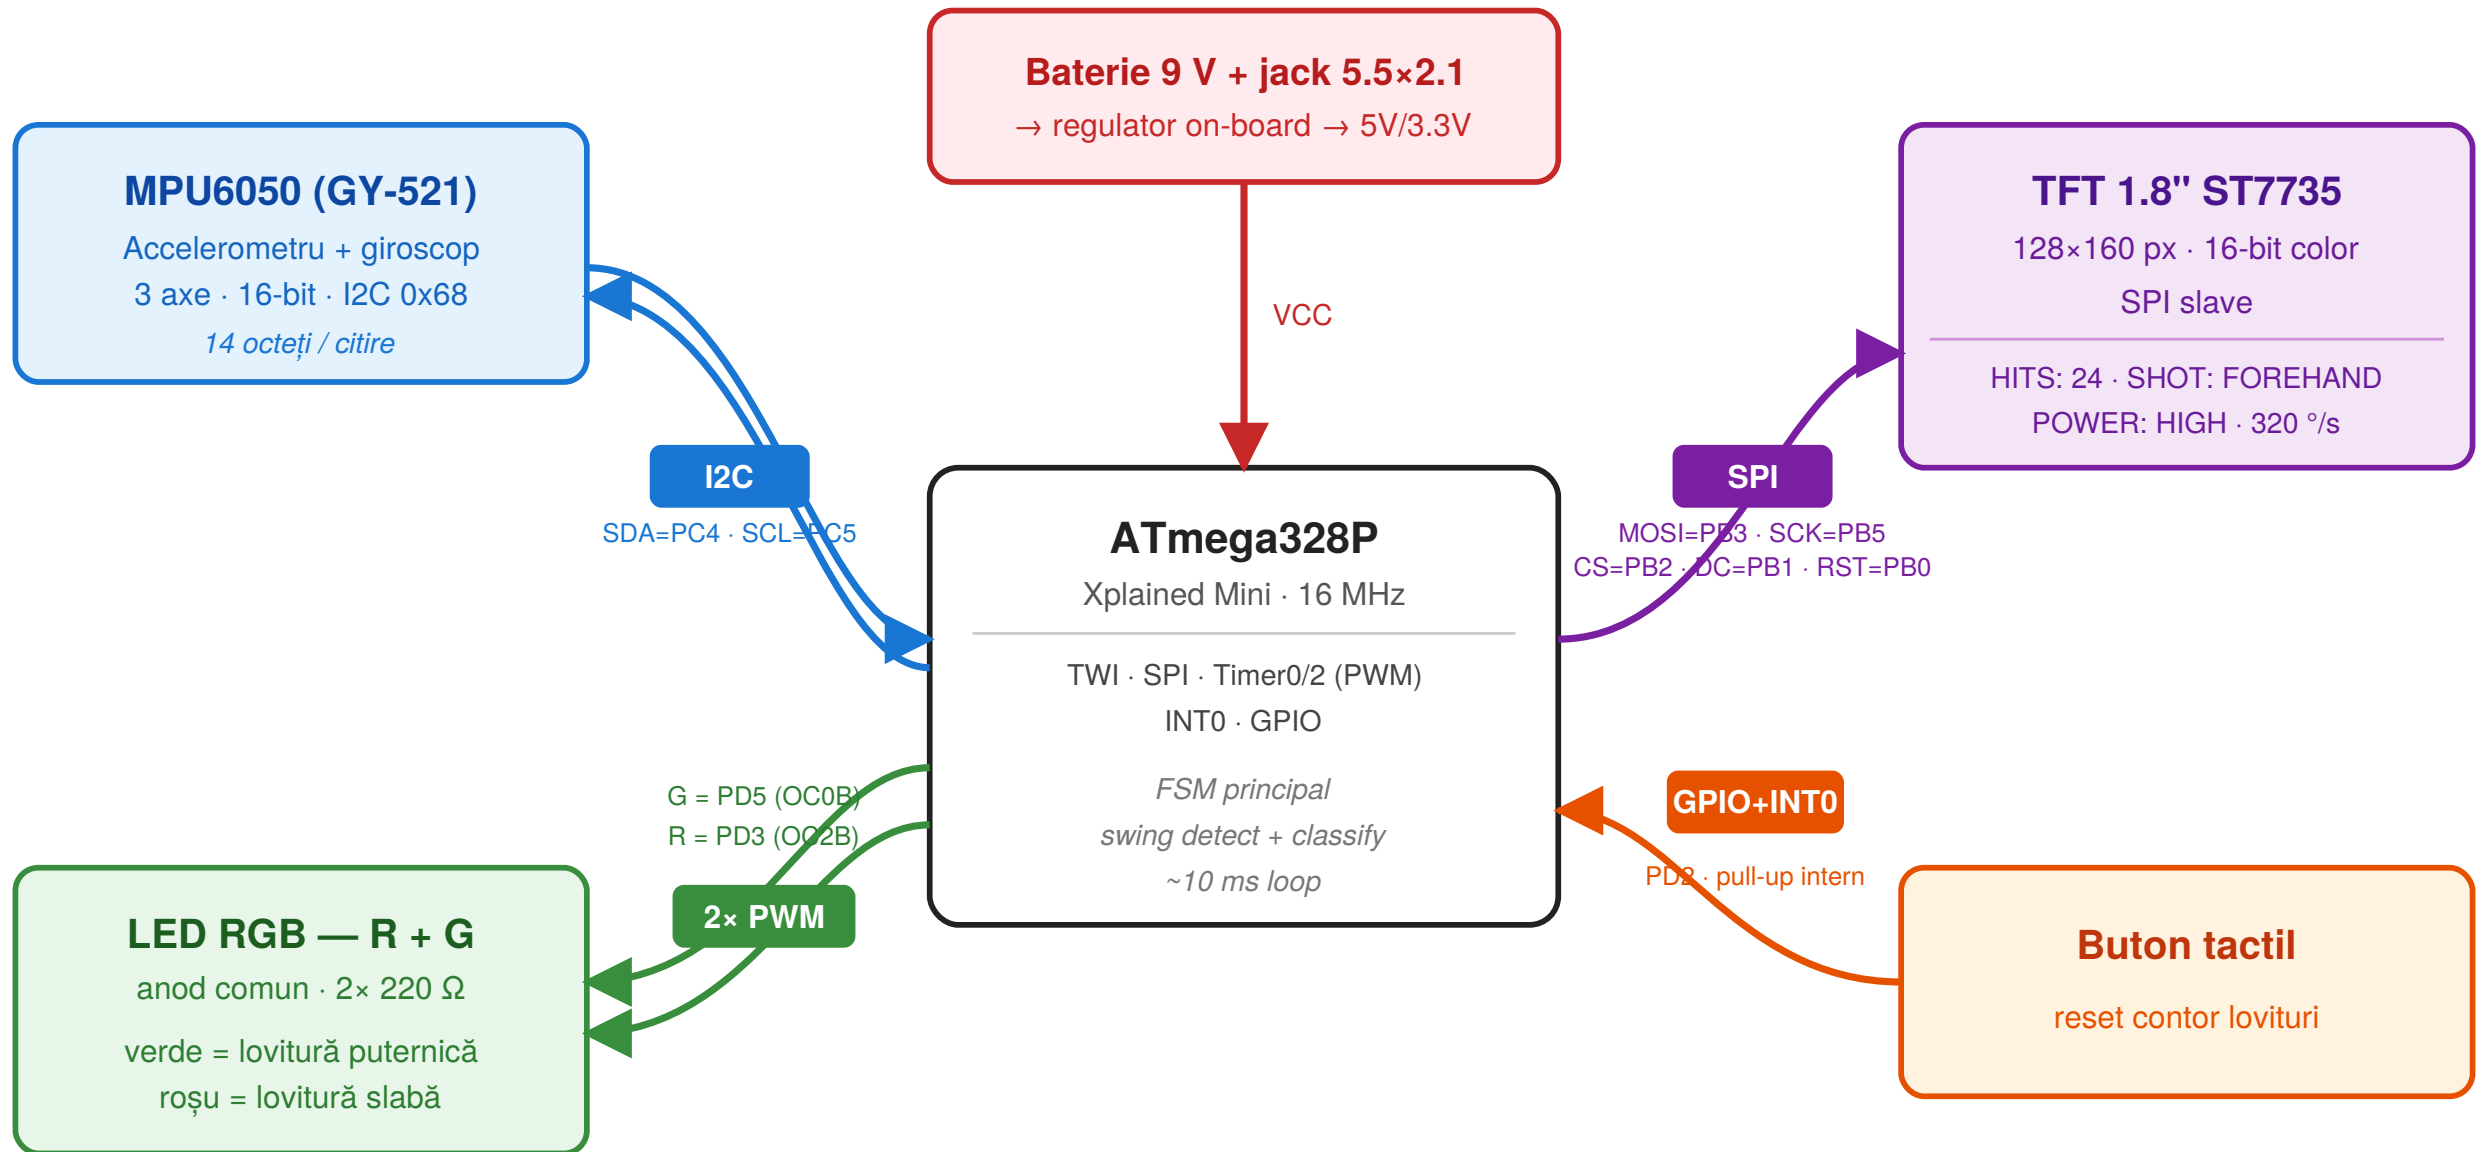 Baterie 9 V + jack 5.5×2.1
→ regulator on-board → 5V/3.3V
MPU6050 (GY-521)
Accelerometru + giroscop
3 axe · 16-bit · I2C 0x68
14 octeți / citire
TFT 1.8" ST7735
128×160 px · 16-bit color
SPI slave
HITS: 24 · SHOT: FOREHAND
POWER: HIGH · 320 °/s
VCC
I2C
SDA=PC4 · SCL=PC5
SPI
MOSI=PB3 · SCK=PB5
CS=PB2 · DC=PB1 · RST=PB0
ATmega328P
Xplained Mini · 16 MHz
TWI · SPI · Timer0/2 (PWM)
INT0 · GPIO
FSM principal
swing detect + classify
~10 ms loop
G = PD5 (OC0B)
R = PD3 (OC2B)
2× PWM
GPIO+INT0
PD2 · pull-up intern
LED RGB — R + G
anod comun · 2× 220 Ω
verde = lovitură puternică
roșu = lovitură slabă
Buton tactil
reset contor lovituri